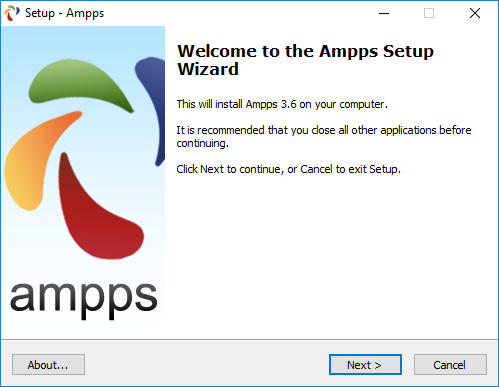 Setup - Ampps
Welcome to the Ampps Setup
Wizard
This will install Ampps 3.6 on your computer.
It is recommended that you close all other applications before
continuing.
Click Next to continue, or Cancel to exit Setup.
ampps
About...
Next >
Cancel